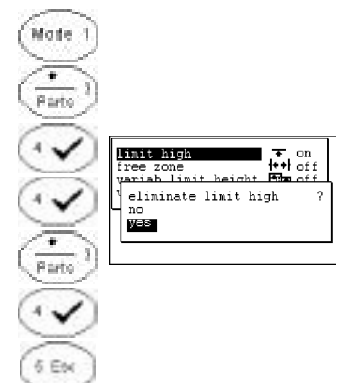 Mode 1
Parts 3
4
4
Parts 3
4
6 Esc
limit high on
free zone off
variab limit height off
eliminate limit high ?
no
yes